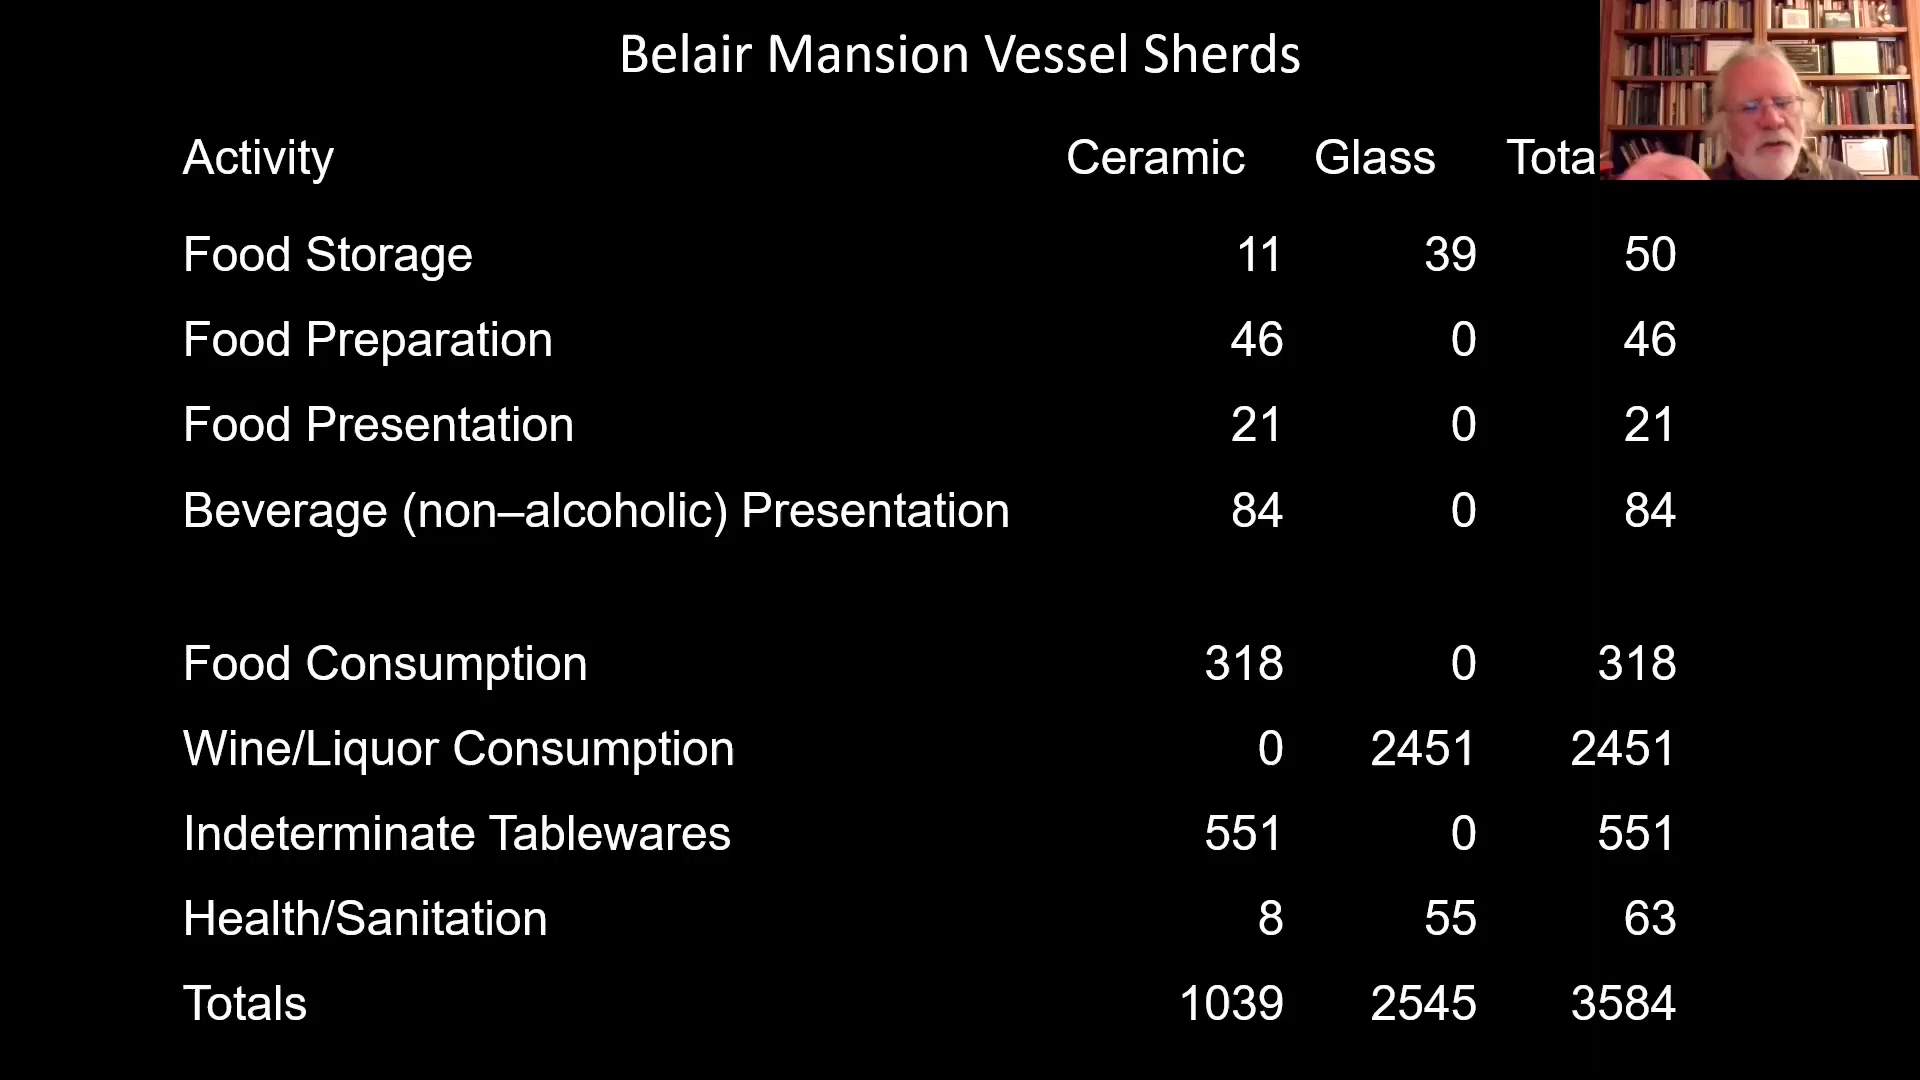 Belair Mansion Vessel Sherds
Activity Ceramic Glass Tota
Food Storage 11 39 50
Food Preparation 46 0 46
Food Presentation 21 0 21
Beverage (non–alcoholic) Presentation 84 0 84
Food Consumption 318 0 318
Wine/Liquor Consumption 0 2451 2451
Indeterminate Tablewares 551 0 551
Health/Sanitation 8 55 63
Totals 1039 2545 3584